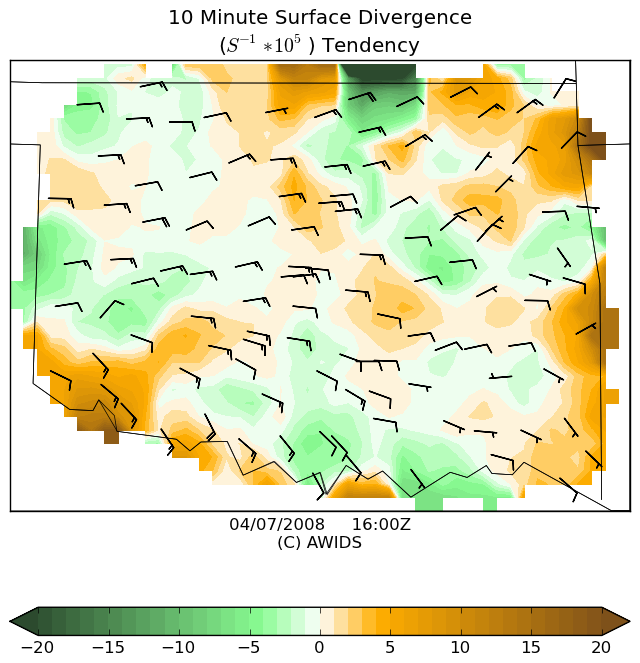 10 Minute Surface Divergence
(S⁻¹ *10⁵ ) Tendency
04/07/2008 16:00Z
(C) AWIDS
−20 −15 −10 −5 0 5 10 15 20